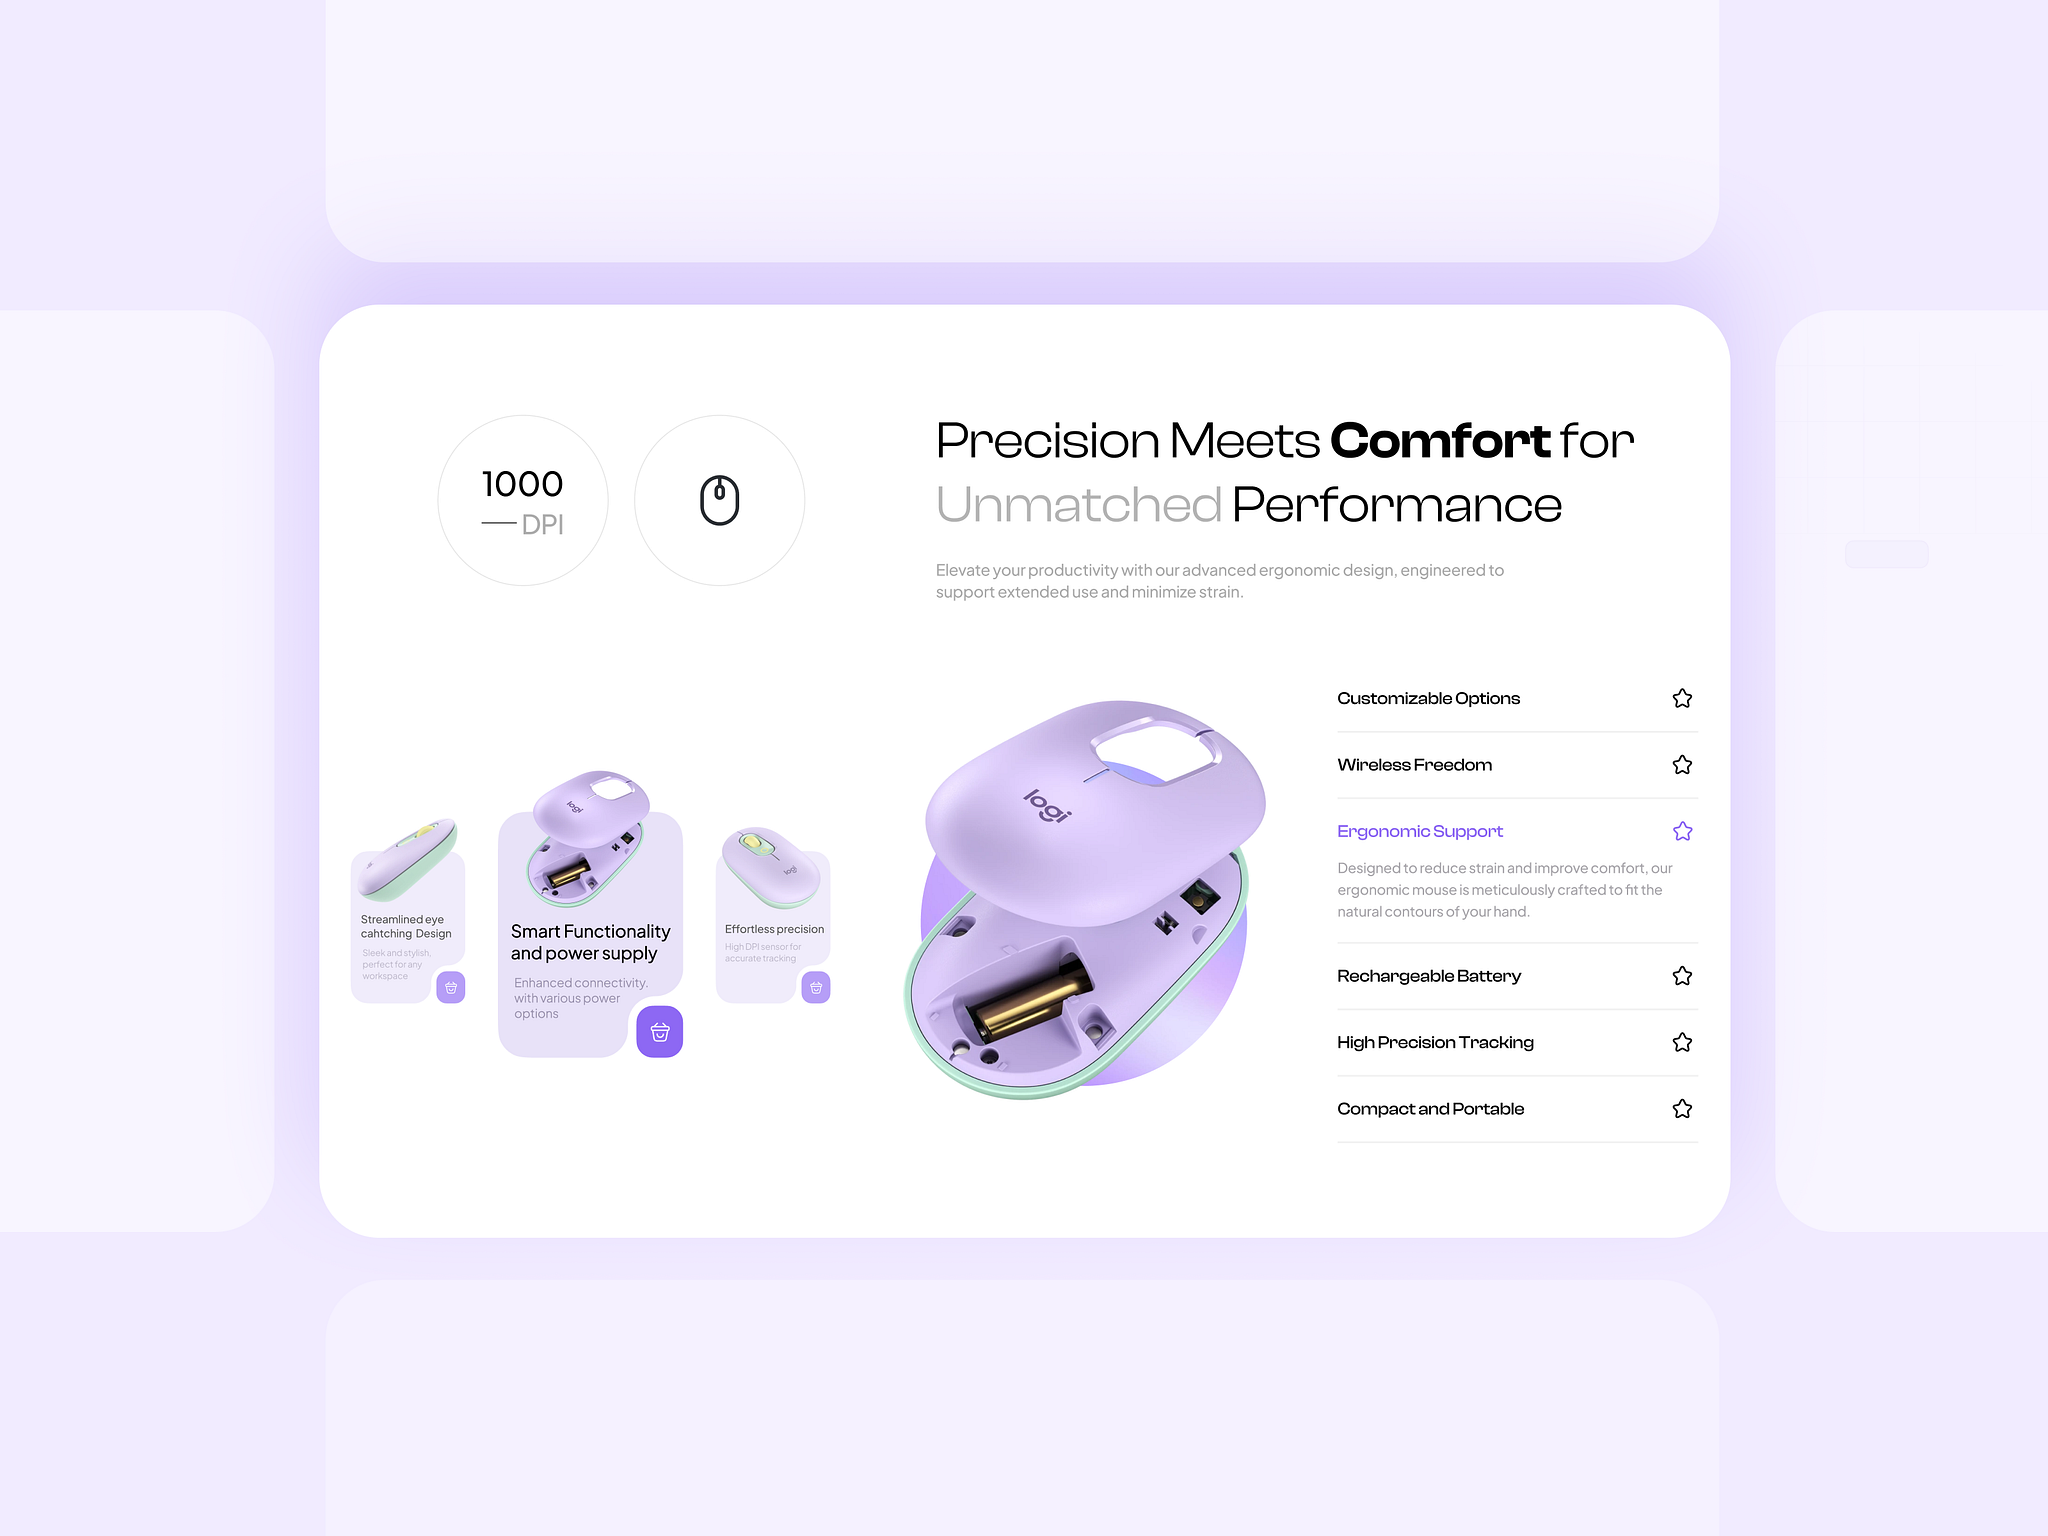 1000
DPI
Precision Meets Comfort for
Unmatched Performance
Elevate your productivity with our advanced ergonomic design, engineered to
support extended use and minimize strain.
logi
Streamlined eye
cahtching Design
Sleek and stylish,
perfect for any
workspace
logi
Smart Functionality
and power supply
Enhanced connectivity.
with various power
options
logi
Effortless precision
High DPI sensor for
accurate tracking
logi
Customizable Options
Wireless Freedom
Ergonomic Support
Designed to reduce strain and improve comfort, our
ergonomic mouse is meticulously crafted to fit the
natural contours of your hand.
Rechargeable Battery
High Precision Tracking
Compact and Portable